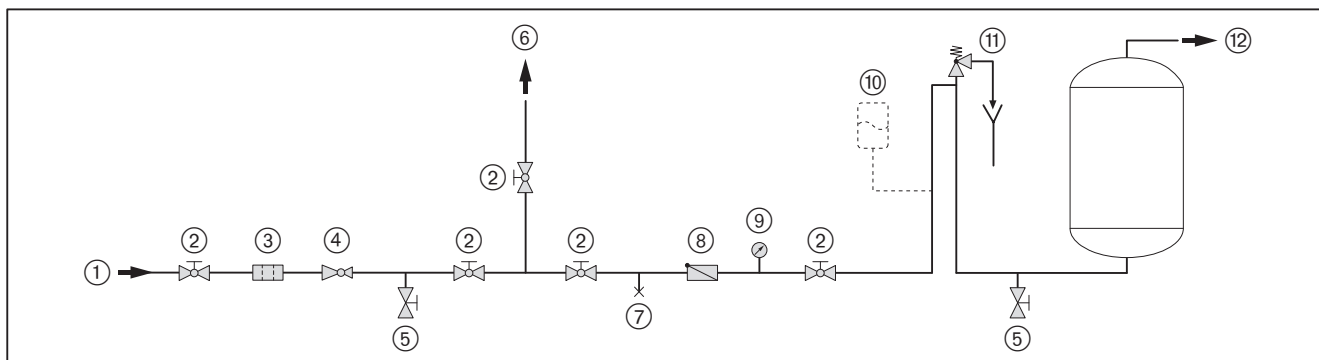 ⑥ ⑪ ⑫
⑩
②
② ③ ④ ② ② ⑧ ⑨ ②
①
⑤ ⑦ ⑤